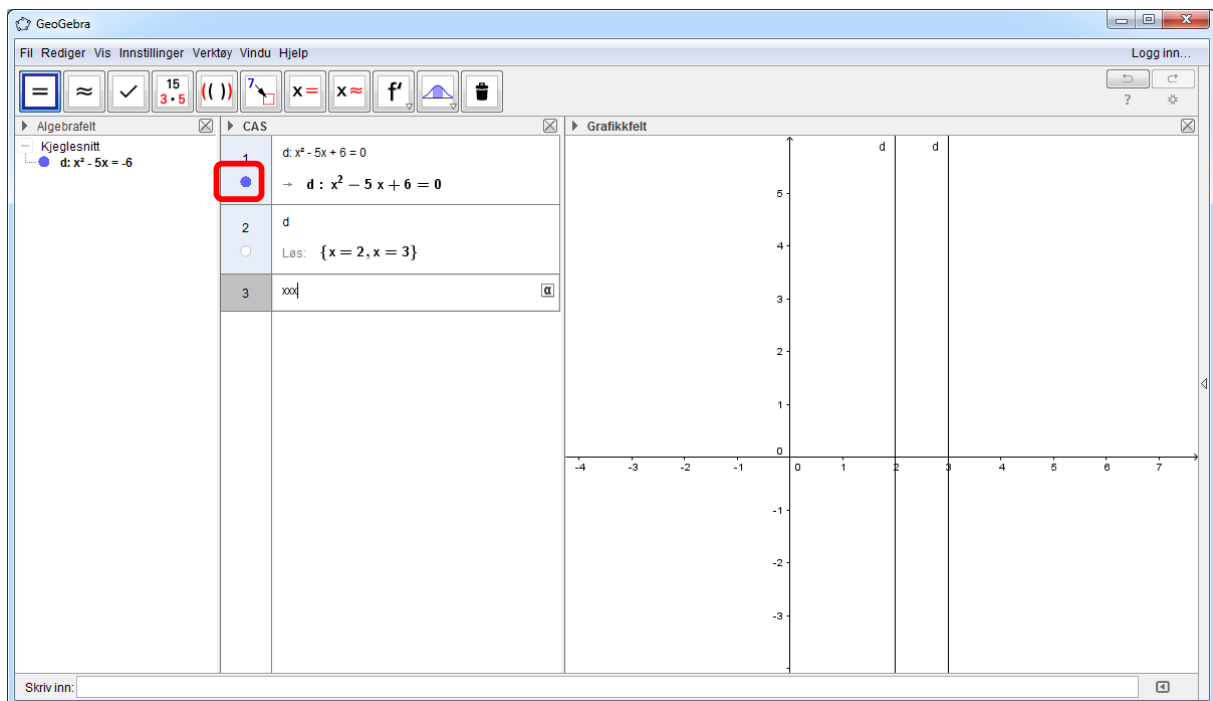 GeoGebra
Fil Rediger Vis Innstillinger Verktøy Vindu Hjelp
Logg inn...
= ≈ ✓ 15 3·5 (( )) 7 x= x≈ f′
?
Algebrafelt
Kjeglesnitt
d: x² - 5x = -6
CAS
1
d: x² - 5x + 6 = 0
→ d : x² − 5 x + 6 = 0
2
d
Løs: {x = 2, x = 3}
3
xxx
α
Grafikkfelt
d d
5
4
3
2
1
0
-4 -3 -2 -1 0 1 2 3 4 5 6 7
-1
-2
-3
Skriv inn: